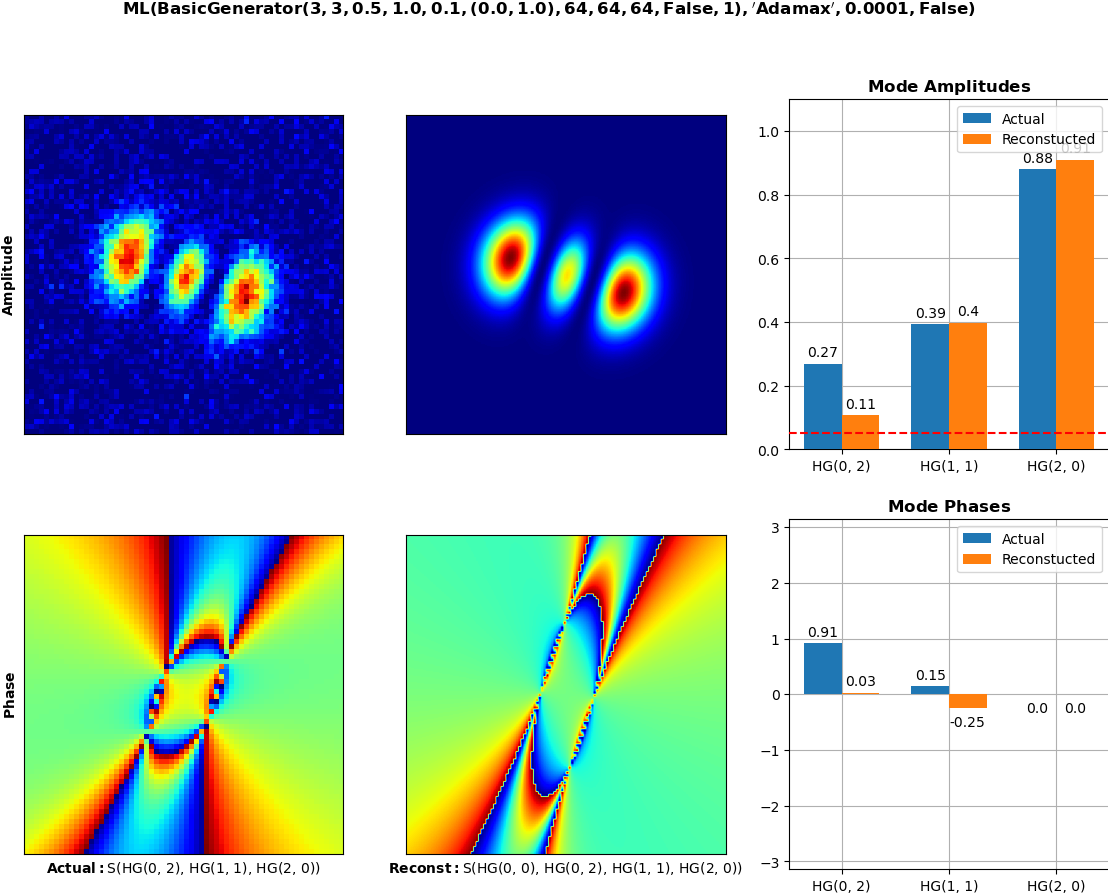 ML(BasicGenerator(3, 3, 0.5, 1.0, 0.1, (0.0, 1.0), 64, 64, 64, False, 1), 'Adamax', 0.0001, False)
Amplitude
Mode Amplitudes
Actual
Reconstucted
1.0
0.8
0.6
0.4
0.2
0.0
0.27
0.11
0.39
0.4
0.88
0.91
HG(0, 2)
HG(1, 1)
HG(2, 0)
Phase
Actual: S(HG(0, 2), HG(1, 1), HG(2, 0))
Reconst: S(HG(0, 0), HG(0, 2), HG(1, 1), HG(2, 0))
Mode Phases
Actual
Reconstucted
3
2
1
0
−1
−2
−3
0.91
0.03
0.15
-0.25
0.0
0.0
HG(0, 2)
HG(1, 1)
HG(2, 0)